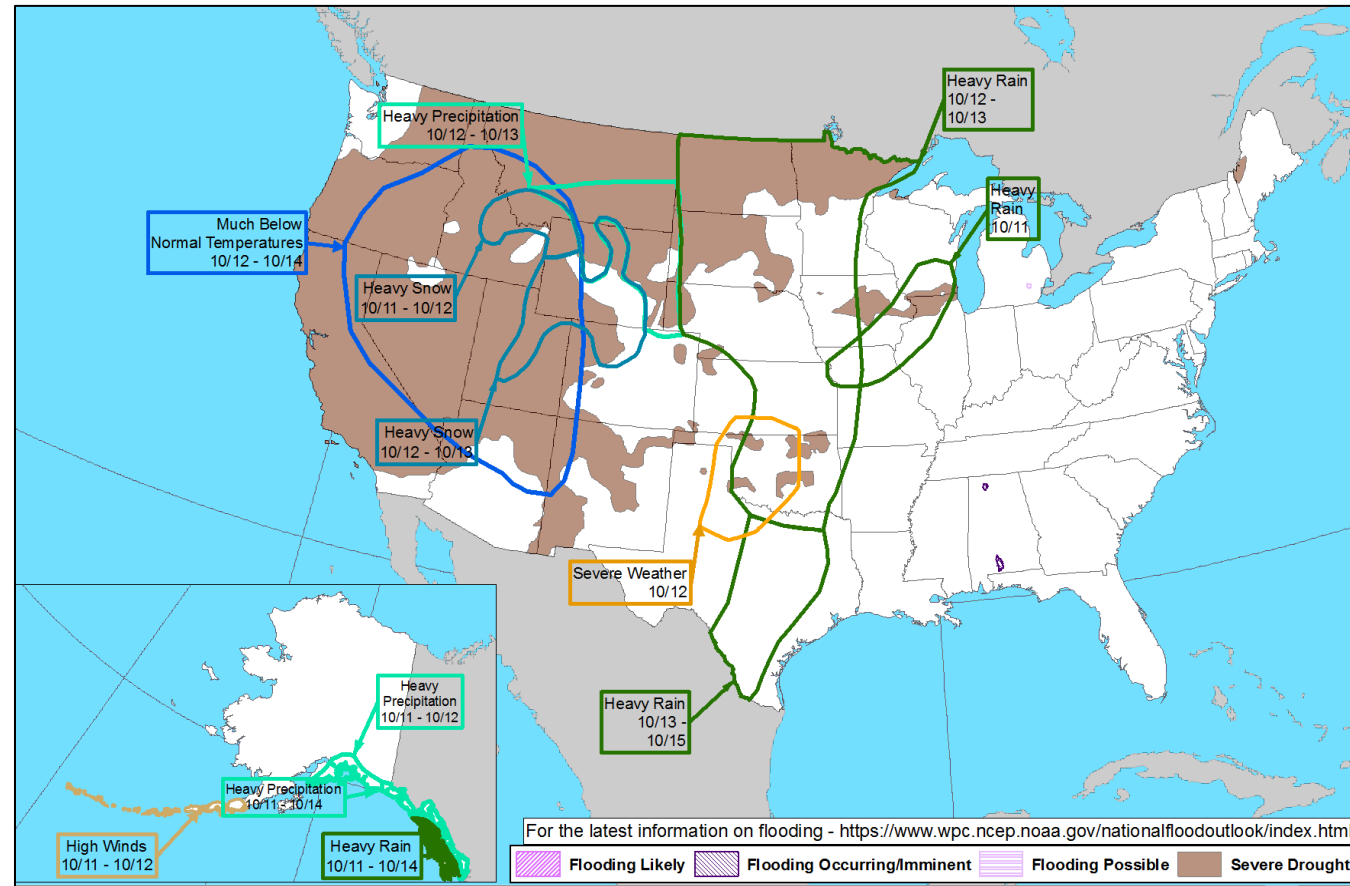 Heavy Rain
10/12 -
10/13
Heavy Precipitation
10/12 - 10/13
Heavy
Rain
10/11
Much Below
Normal Temperatures
10/12 - 10/14
Heavy Snow
10/11 - 10/12
Heavy Snow
10/12 - 10/13
Severe Weather
10/12
Heavy Rain
10/13 -
10/15
Heavy
Precipitation
10/11 - 10/12
Heavy Precipitation
10/11 - 10/14
High Winds
10/11 - 10/12
Heavy Rain
10/11 - 10/14
For the latest information on flooding - https://www.wpc.ncep.noaa.gov/nationalfloodoutlook/index.html
Flooding Likely
Flooding Occurring/Imminent
Flooding Possible
Severe Drought